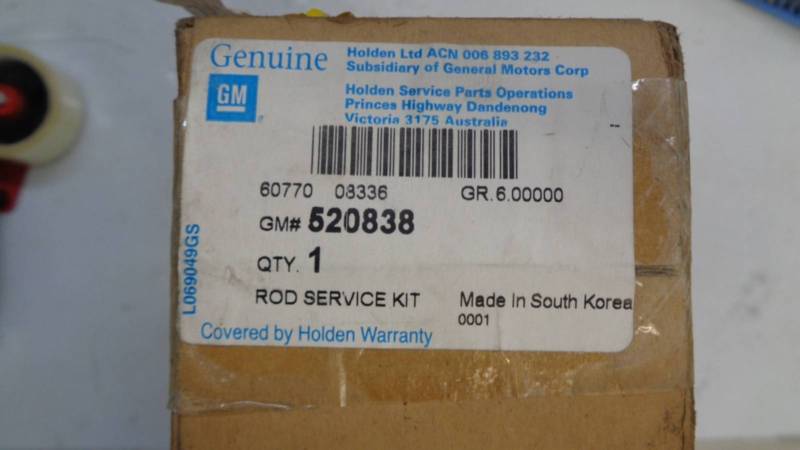 Genuine
GM
Holden Ltd ACN 006 893 232
Subsidiary of General Motors Corp
Holden Service Parts Operations
Princes Highway Dandenong
Victoria 3175 Australia
60770 08336 GR.6.00000
GM# 520838
QTY. 1
ROD SERVICE KIT Made In South Korea
0001
Covered by Holden Warranty
L069049GS